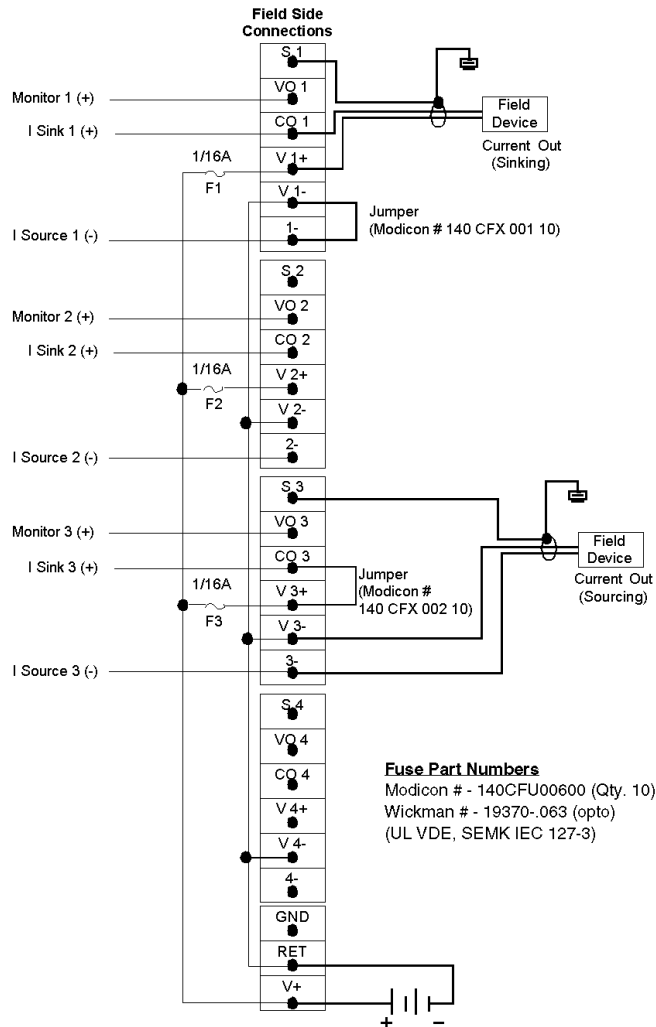 Field Side
Connections
S 1
VO 1
Monitor 1 (+)
CO 1
I Sink 1 (+)
Field
Device
Current Out
(Sinking)
1/16A
V 1+
F1
V 1-
Jumper
(Modicon # 140 CFX 001 10)
1-
I Source 1 (-)
S 2
VO 2
Monitor 2 (+)
CO 2
I Sink 2 (+)
1/16A
V 2+
F2
V 2-
2-
I Source 2 (-)
S 3
VO 3
Monitor 3 (+)
CO 3
I Sink 3 (+)
Field
Device
Current Out
(Sourcing)
1/16A
V 3+
F3
Jumper
(Modicon #
140 CFX 002 10)
V 3-
3-
I Source 3 (-)
S 4
VO 4
CO 4
V 4+
V 4-
4-
Fuse Part Numbers
Modicon # - 140CFU00600 (Qty. 10)
Wickman # - 19370-.063 (opto)
(UL VDE, SEMK IEC 127-3)
GND
RET
V+
+ −